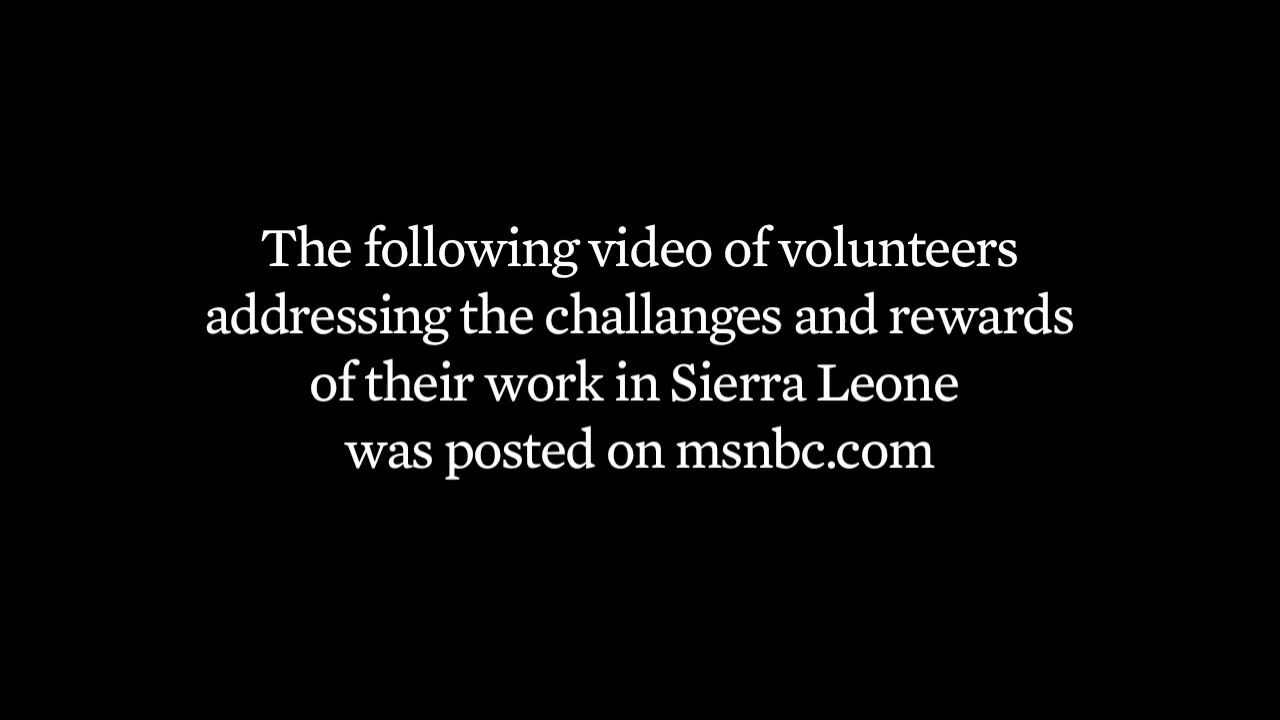 The following video of volunteers
addressing the challanges and rewards
of their work in Sierra Leone
was posted on msnbc.com